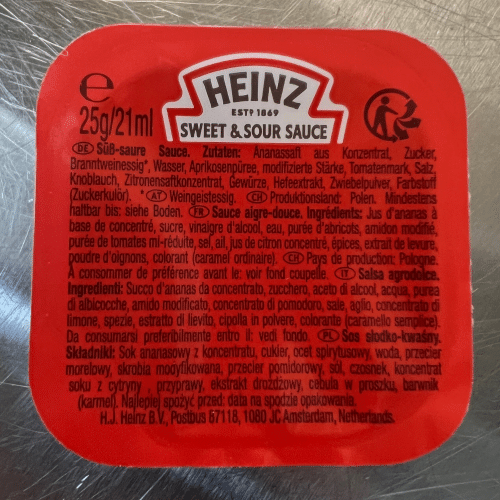 e
25g/21ml
HEINZ
ESTD 1869
SWEET & SOUR SAUCE
DE Süß-saure Sauce. Zutaten: Ananassaft aus Konzentrat, Zucker,
Branntweinessig*, Wasser, Aprikosenpüree, modifizierte Stärke, Tomatenmark, Salz,
Knoblauch, Zitronensaftkonzentrat, Gewürze, Hefeextrakt, Zwiebelpulver, Farbstoff
(Zuckerkulör). *AT Weingeistessig. CH Produktionsland: Polen. Mindestens
haltbar bis: siehe Boden. FR Sauce aigre-douce. Ingrédients: Jus d'ananas à
base de concentré, sucre, vinaigre d'alcool, eau, purée d'abricots, amidon modifié,
purée de tomates mi-réduite, sel, ail, jus de citron concentré, épices, extrait de levure,
poudre d'oignons, colorant (caramel ordinaire). CH Pays de production: Pologne.
À consommer de préférence avant le: voir fond coupelle. IT Salsa agrodolce.
Ingredienti: Succo d'ananas da concentrato, zucchero, aceto di alcool, acqua, purea
di albicocche, amido modificato, concentrato di pomodoro, sale, aglio, concentrato di
limone, spezie, estratto di lievito, cipolla in polvere, colorante (caramello semplice).
Da consumarsi preferibilmente entro il: vedi fondo. PL Sos słodko-kwaśny.
Składniki: Sok ananasowy z koncentratu, cukier, ocet spirytusowy, woda, przecier
morelowy, skrobia modyfikowana, przecier pomidorowy, sól, czosnek, koncentrat
soku z cytryny , przyprawy, ekstrakt drożdżowy, cebula w proszku, barwnik
(karmel). Najlepiej spożyć przed: data na spodzie opakowania.
H.J. Heinz B.V., Postbus 57118, 1080 JC Amsterdam, Netherlands.